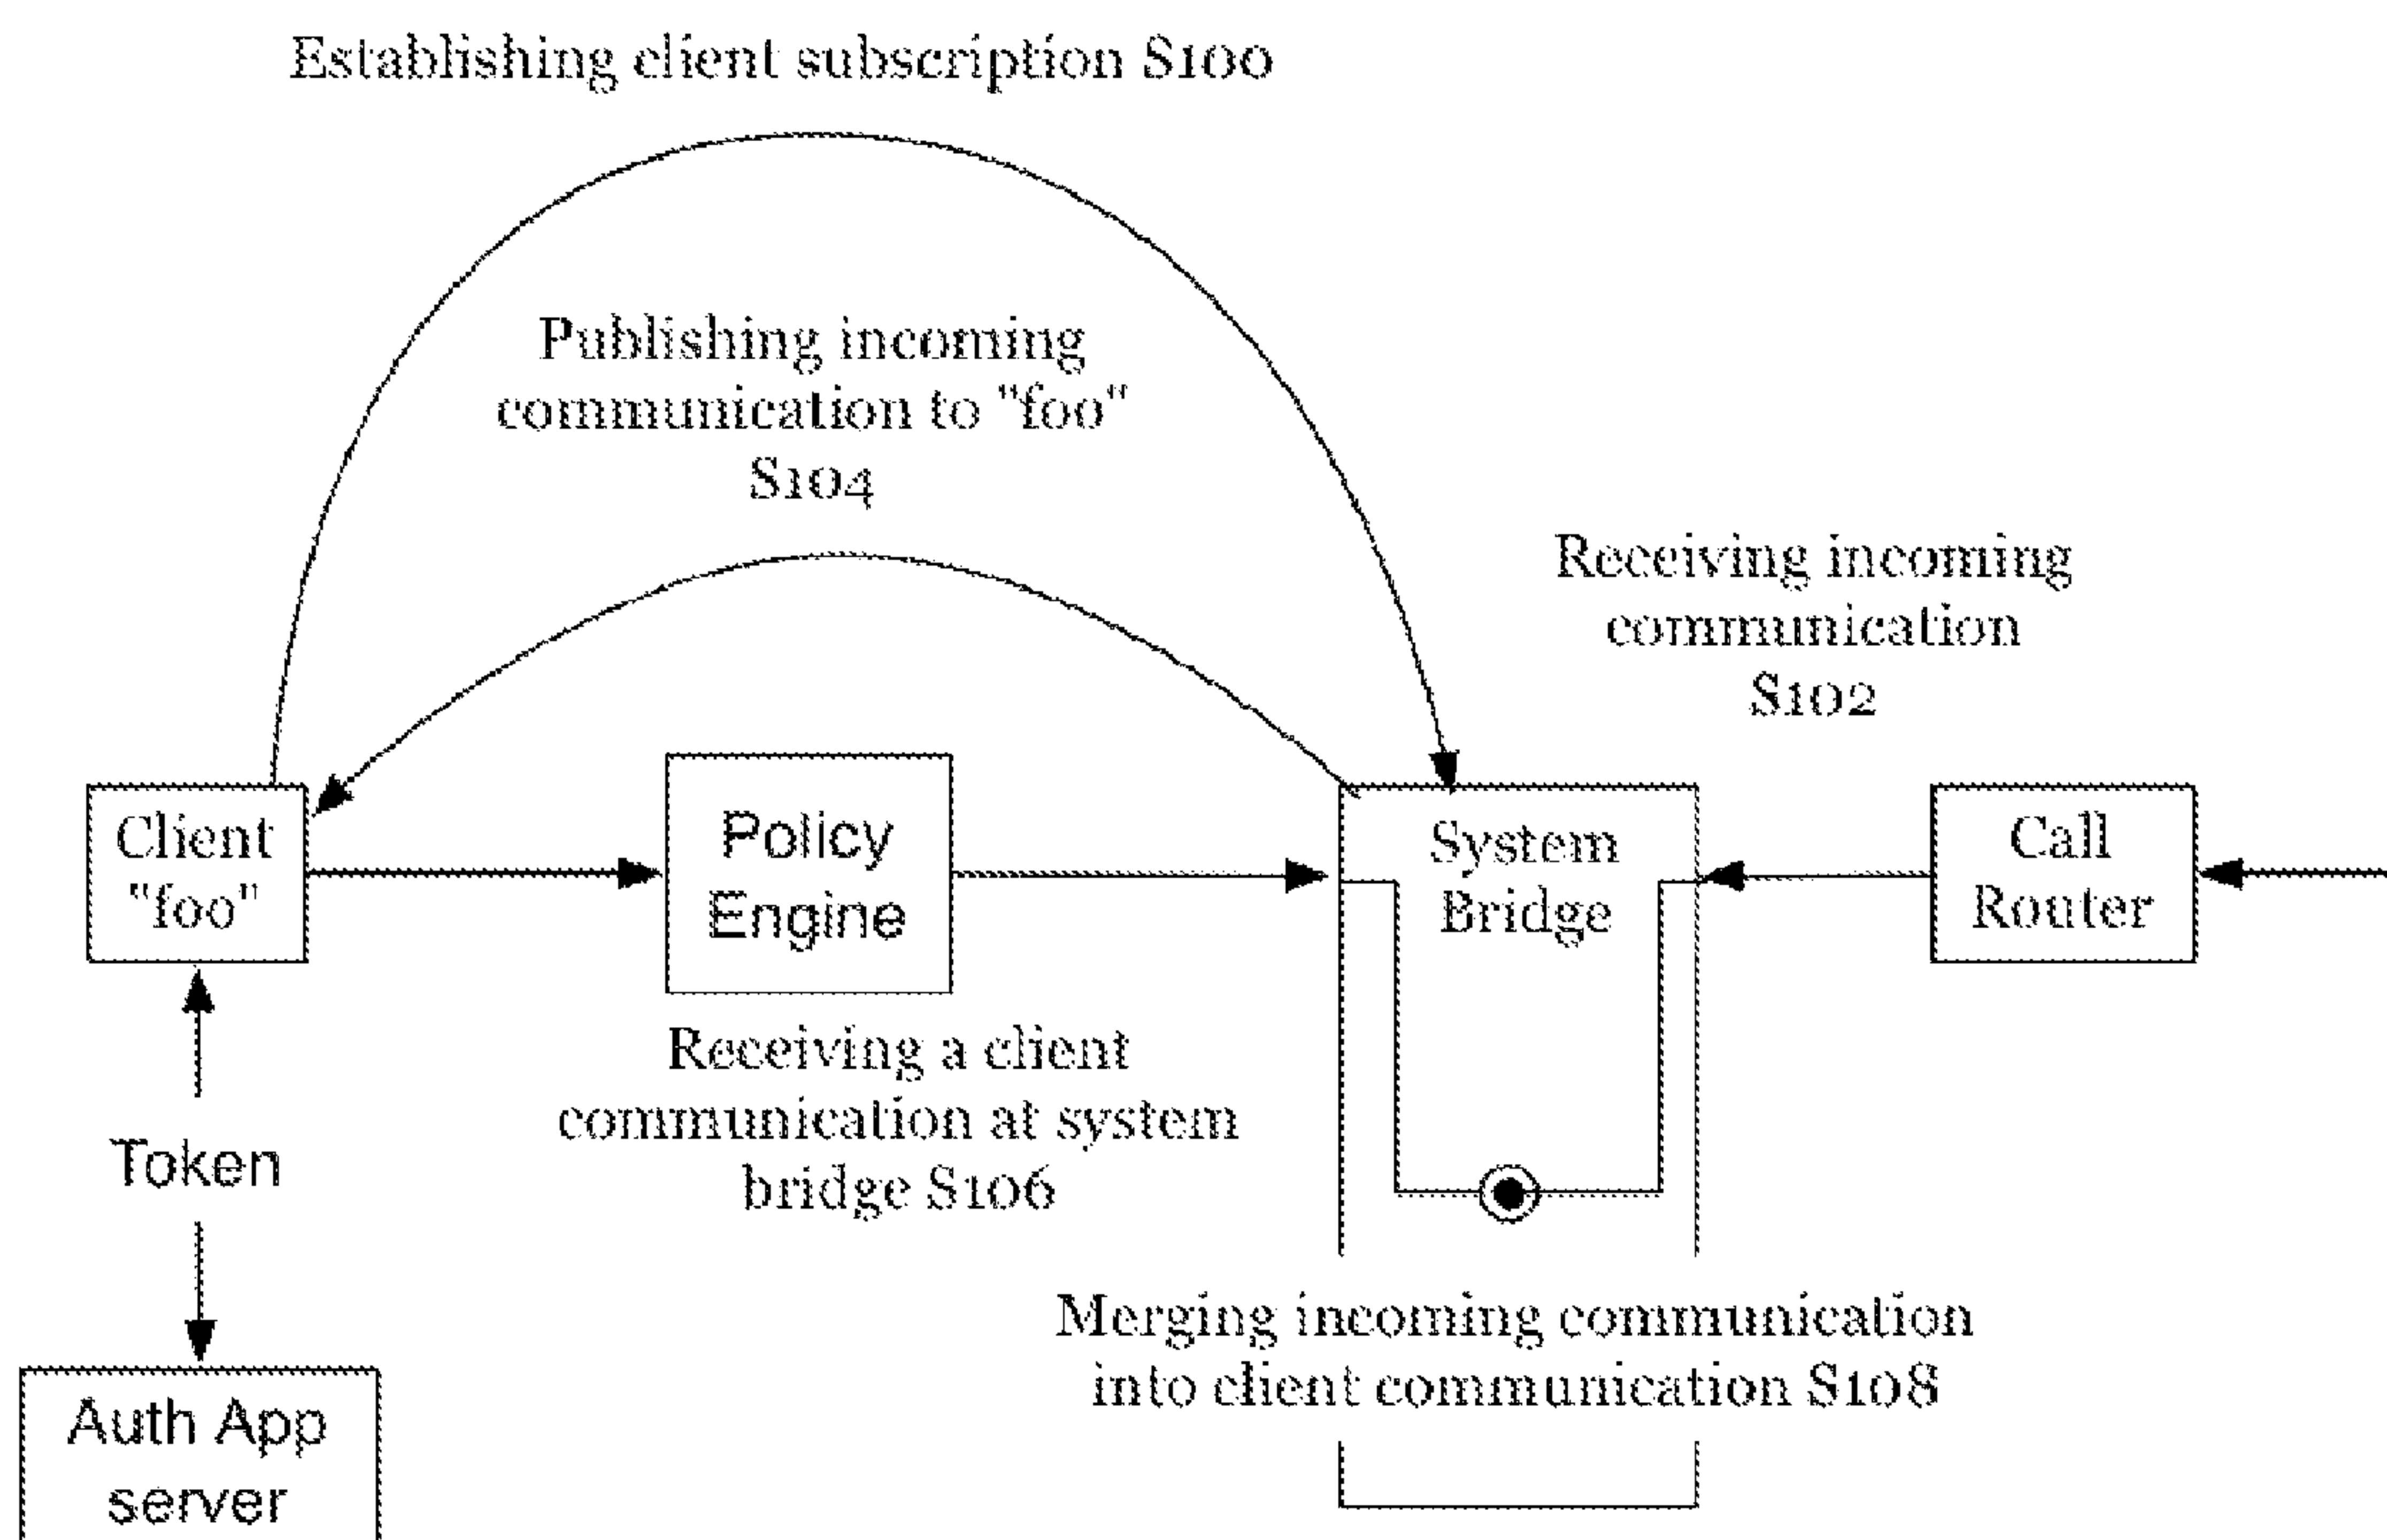 Establishing client subscription S100
Publishing incoming
communication to "foo"
S104
Receiving incoming
communication
S102
Client
"foo"
Policy
Engine
System
Bridge
Call
Router
Receiving a client
communication at system
bridge S106
Token
Merging incoming communication
into client communication S108
Auth App
server